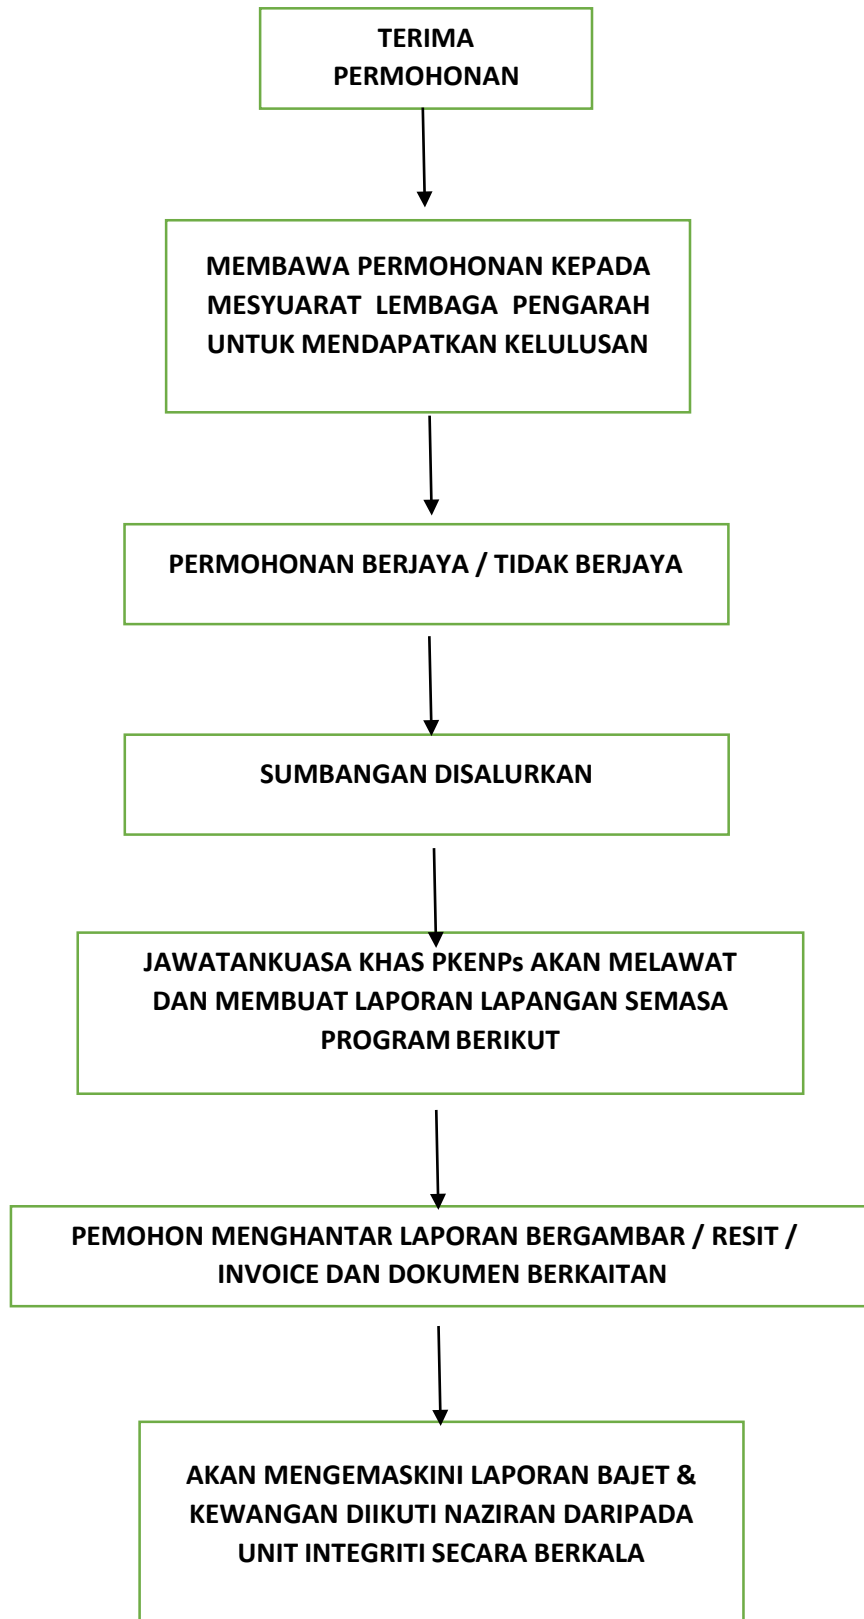 TERIMA
PERMOHONAN
MEMBAWA PERMOHONAN KEPADA
MESYUARAT LEMBAGA PENGARAH
UNTUK MENDAPATKAN KELULUSAN
PERMOHONAN BERJAYA / TIDAK BERJAYA
SUMBANGAN DISALURKAN
JAWATANKUASA KHAS PKENPs AKAN MELAWAT
DAN MEMBUAT LAPORAN LAPANGAN SEMASA
PROGRAM BERIKUT
PEMOHON MENGHANTAR LAPORAN BERGAMBAR / RESIT /
INVOICE DAN DOKUMEN BERKAITAN
AKAN MENGEMASKINI LAPORAN BAJET &
KEWANGAN DIIKUTI NAZIRAN DARIPADA
UNIT INTEGRITI SECARA BERKALA